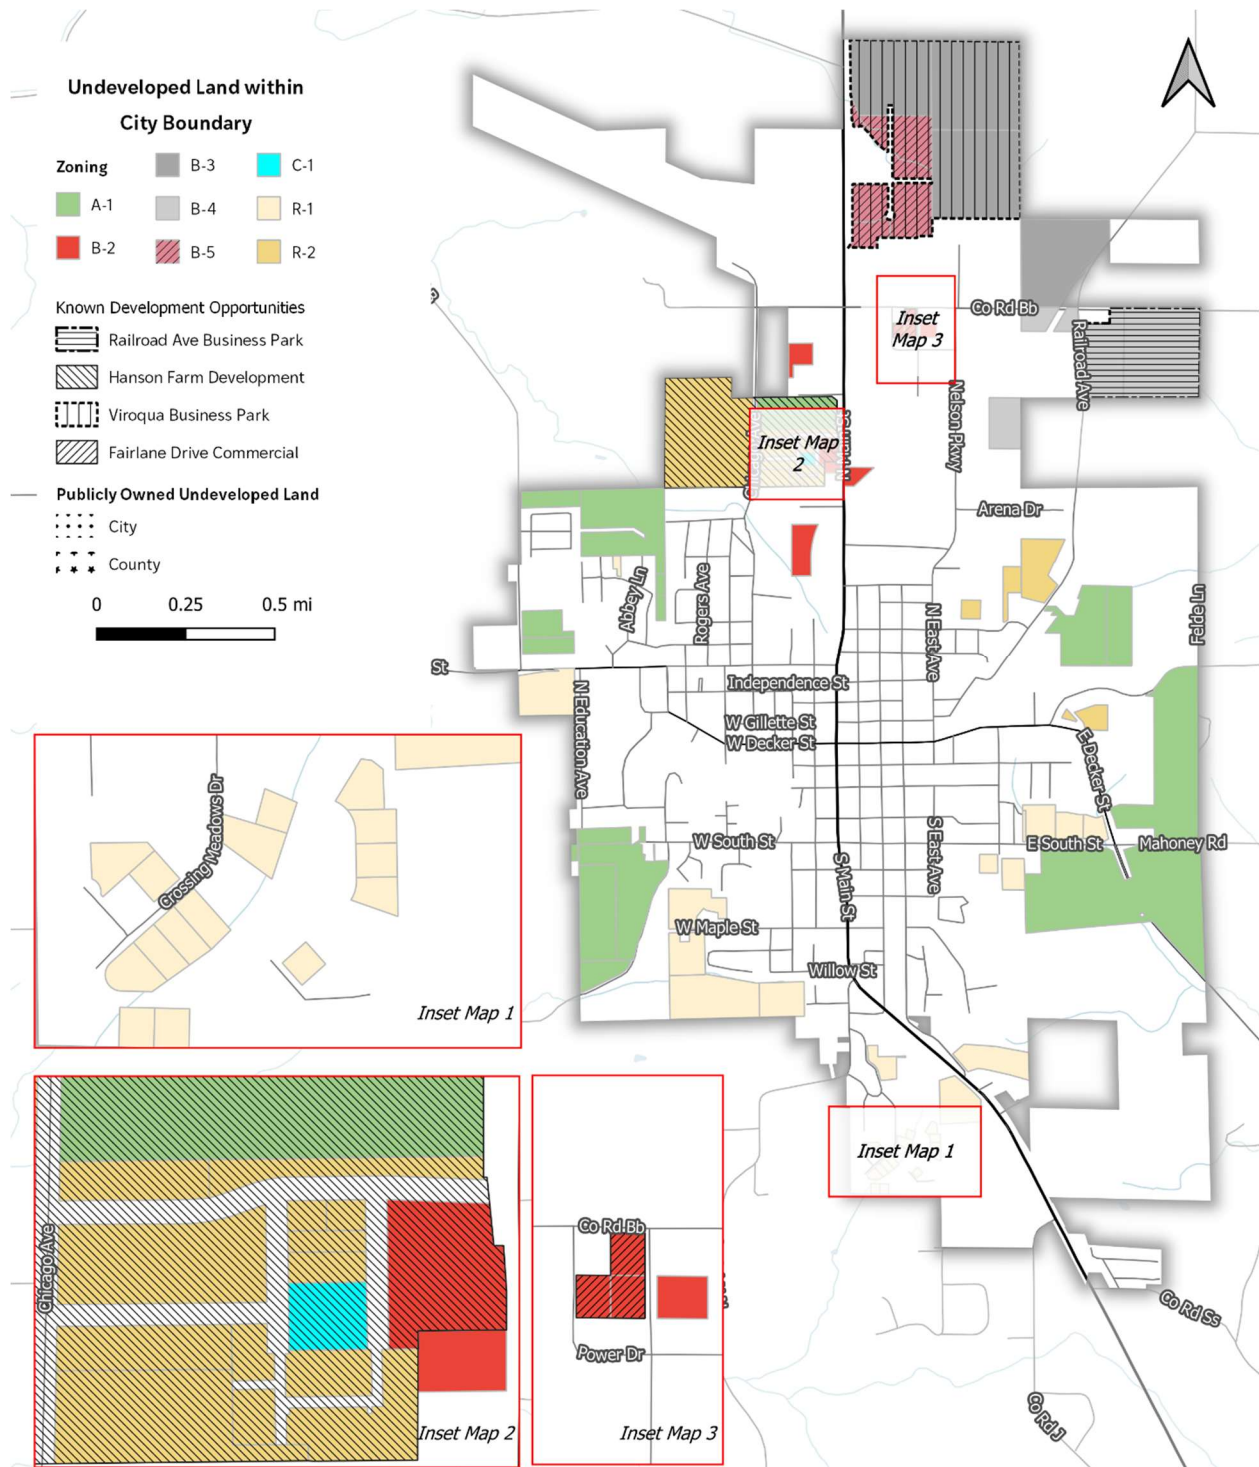 Undeveloped Land within
City Boundary
Zoning
B-3
C-1
A-1
B-4
R-1
B-2
B-5
R-2
Known Development Opportunities
Railroad Ave Business Park
Hanson Farm Development
Viroqua Business Park
Fairlane Drive Commercial
Publicly Owned Undeveloped Land
City
County
0 0.25 0.5 mi
Co Rd Bb
Inset
Map 3
Railroad Ave
Nelson Pkwy
Inset Map
2
Arena Dr
Abbey Ln
Rogers Ave
N East Ave
Felde Ln
St
Independence St
N Education Ave
W Gillette St
W Decker St
E Decker St
W South St
S East Ave
E South St
Mahoney Rd
S Main St
W Maple St
Willow St
Inset Map 1
Co Rd Ss
Co Rd J
Crossing Meadows Dr
Inset Map 1
Chicago Ave
Inset Map 2
Co Rd Bb
Power Dr
Inset Map 3